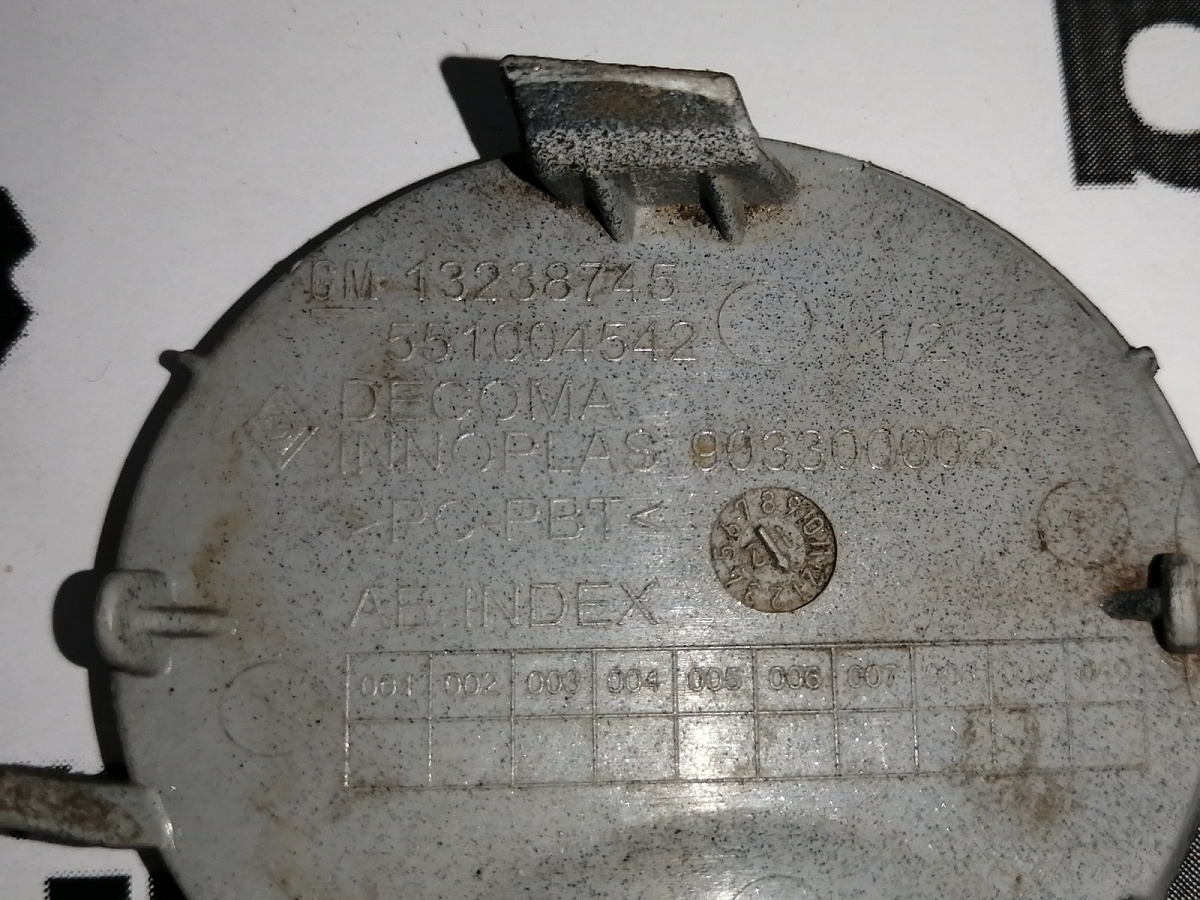 GM 13238745
551004542
1/2
DECOMA
INNOPLAS 903300002
>PC-PBT<
AE INDEX
001 002 003 004 005 006 007 008